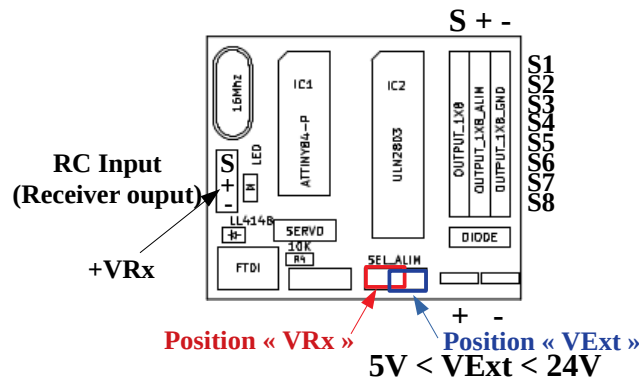 S + -
16Mhz
IC1
ATTINY84-P
IC2
ULN2803
OUTPUT_1X8
OUTPUT_1X8_ALIM
OUTPUT_1X8_GND
S1
S2
S3
S4
S5
S6
S7
S8
LED
RC Input
(Receiver ouput)
S
+
-
LL4148
SERVO
DIODE
10K
R4
SEL_ALIM
FTDI
+VRx
+ -
Position « VRx »
Position « VExt »
5V < VExt < 24V